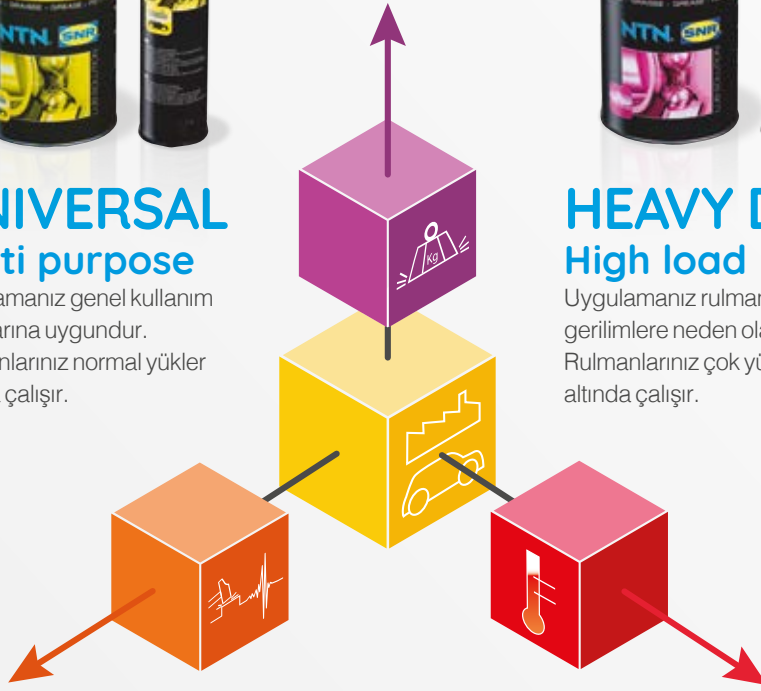 NTN SNR
NTN SNR
NIVERSAL
ti purpose
amanız genel kullanım
arına uygundur.
nlarınız normal yükler
çalışır.
HEAVY D
High load
Uygulamanız rulmar
gerilimlere neden ola
Rulmanlarınız çok yü
altında çalışır.
Kg